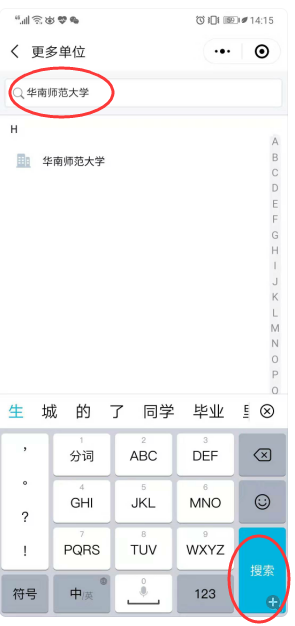 14:15
更多单位
华南师范大学
H
华南师范大学
A
B
C
D
E
F
G
H
I
J
K
L
M
N
O
P
Q
生 城 的 了 同学 毕业
, 1 分词 2 ABC 3 DEF
。 4 GHI 5 JKL 6 MNO
?
! 7 PQRS 8 TUV 9 WXYZ 搜索
符号 中/英 0 123